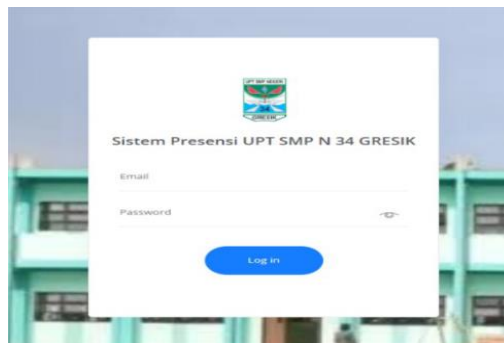 UPT SMP NEGERI
GRESIK
Sistem Presensi UPT SMP N 34 GRESIK
Email
Password
Log in